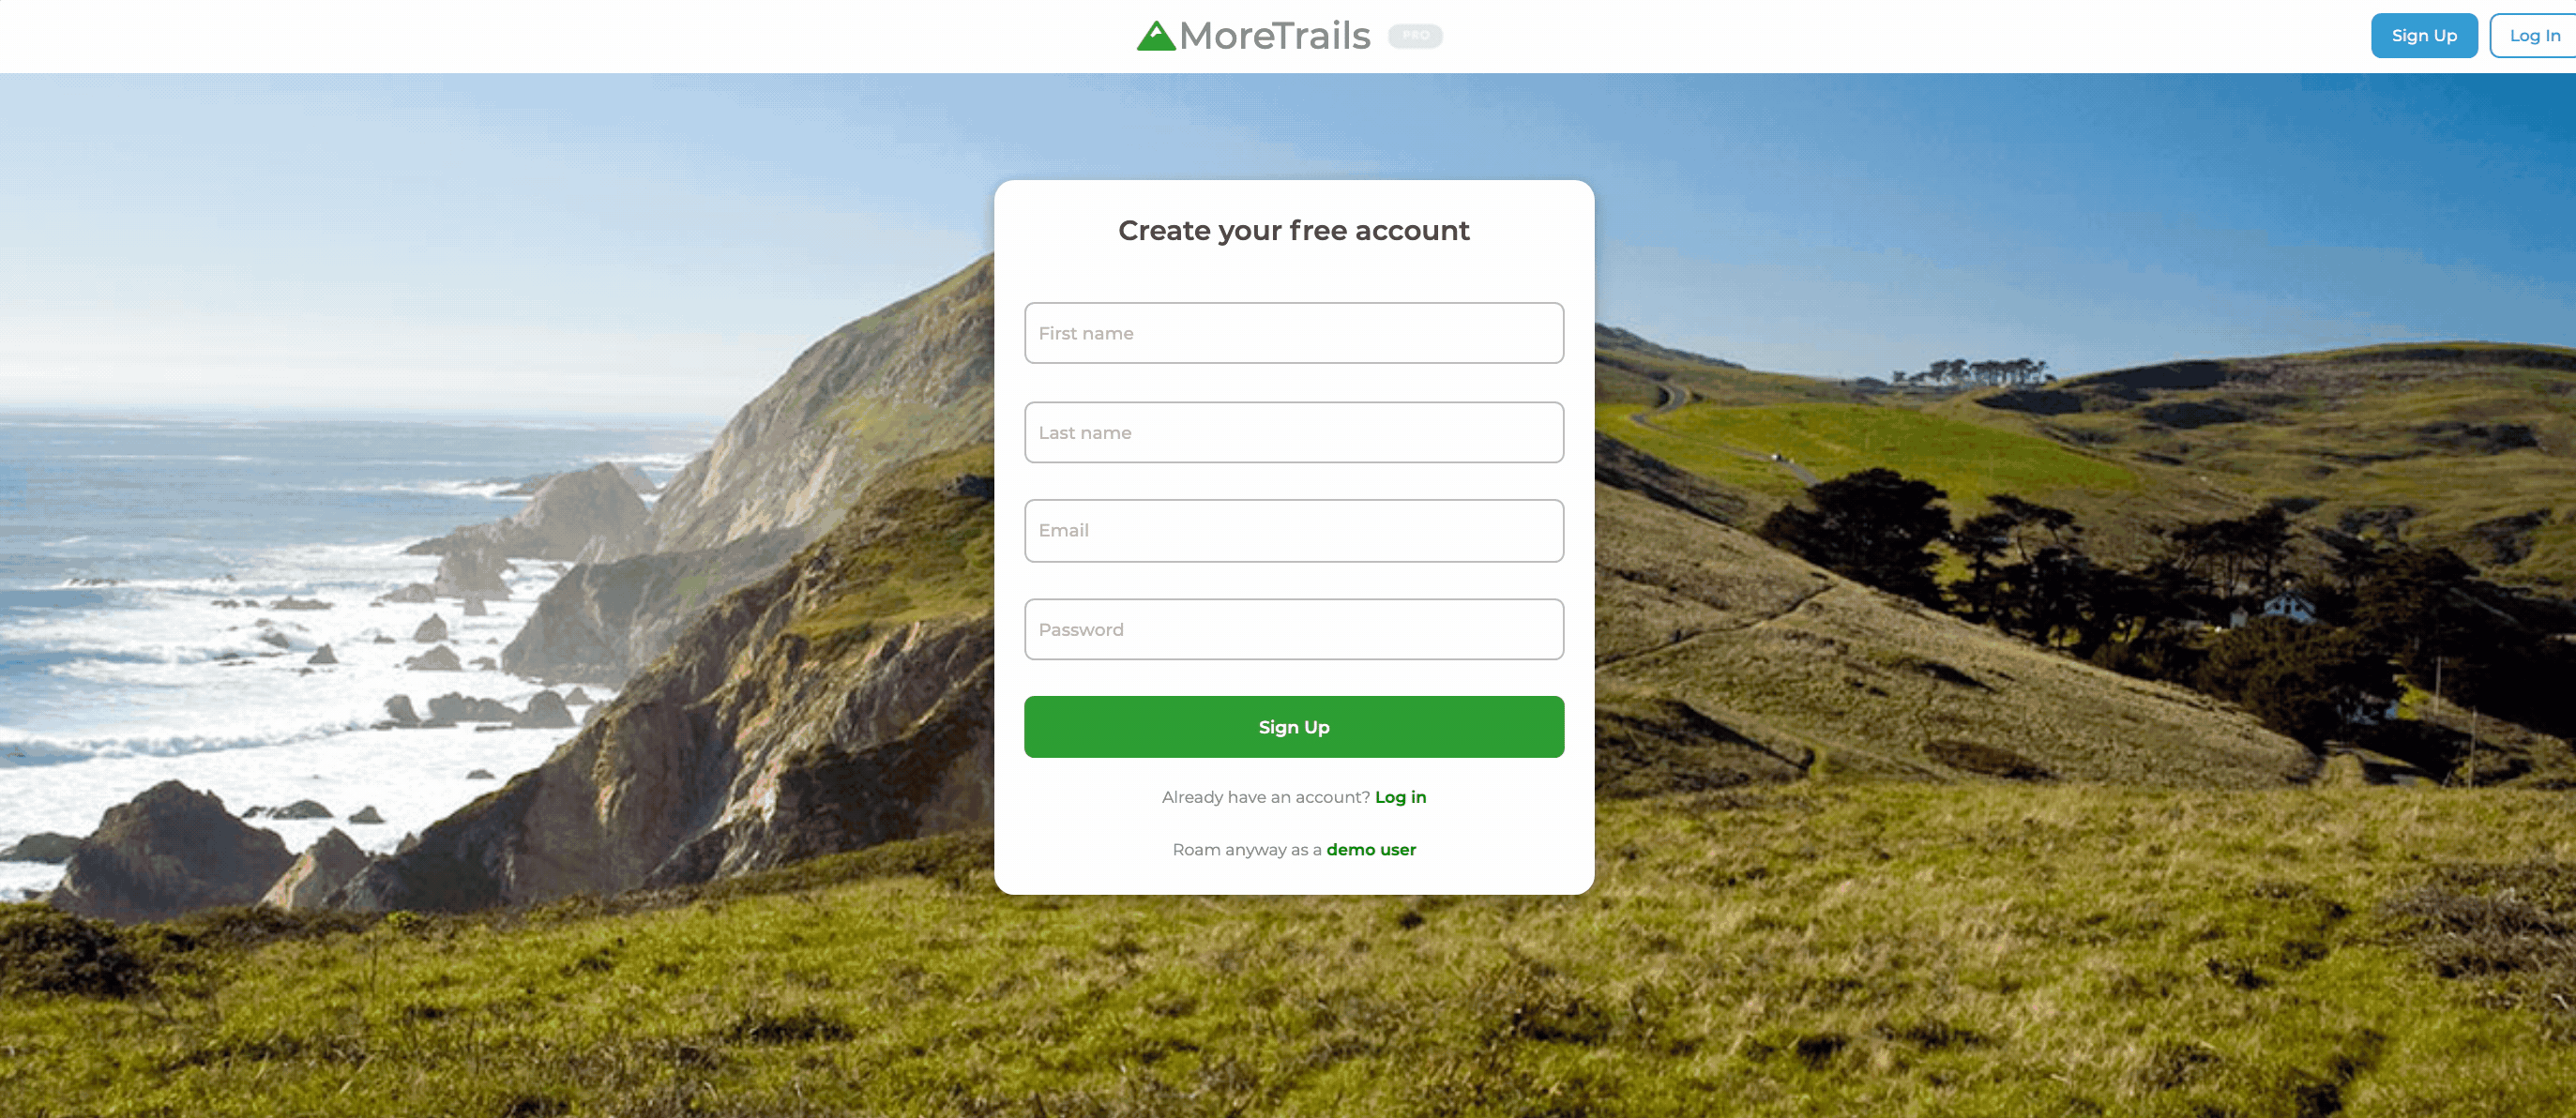 MoreTrails PRO
Sign Up
Log In
Create your free account
First name
Last name
Email
Password
Sign Up
Already have an account? Log in
Roam anyway as a demo user